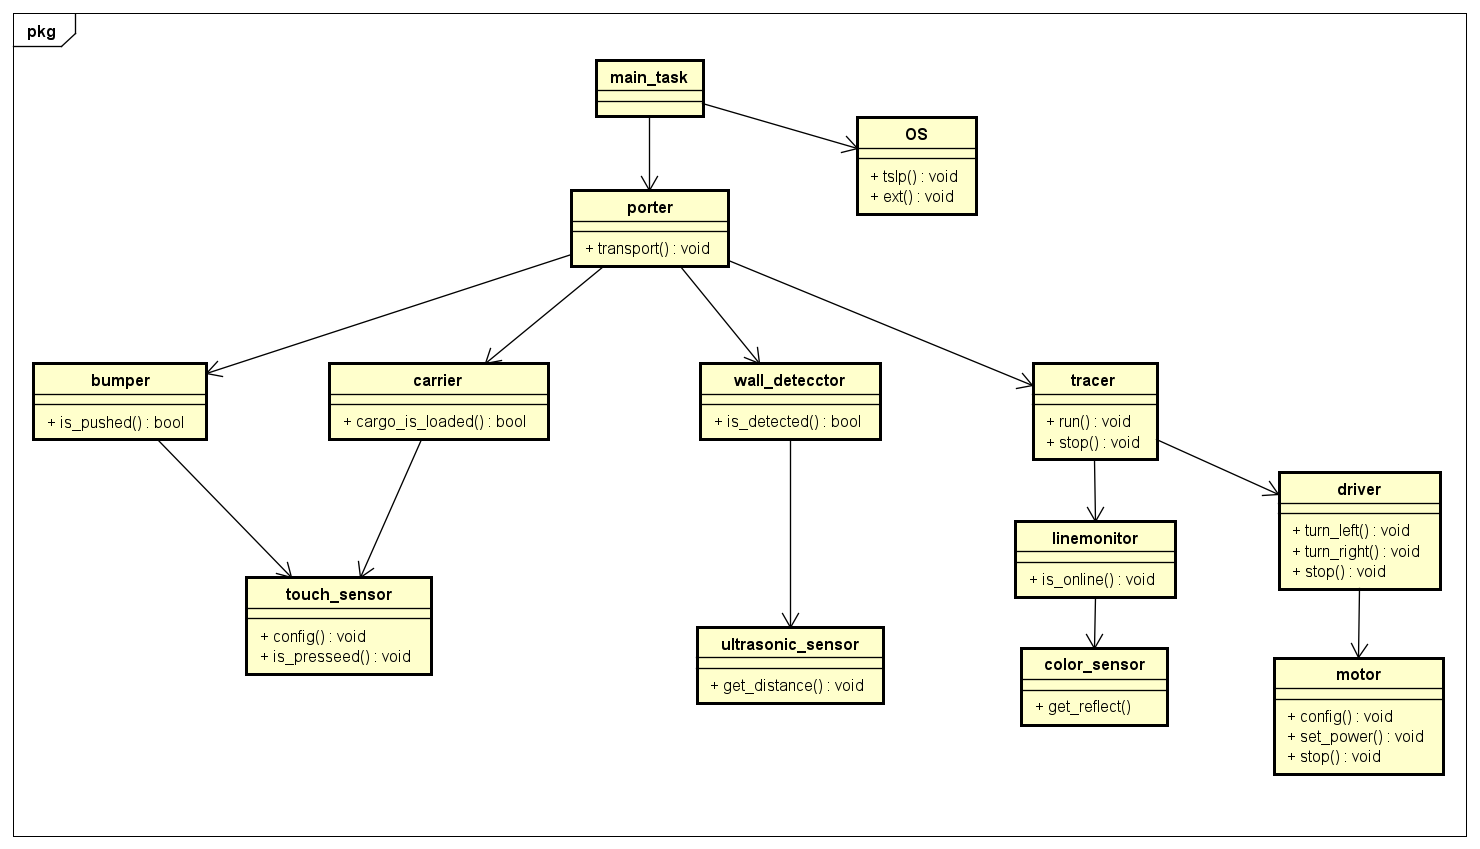 pkg
main_task
OS
+ tslp() : void
+ ext() : void
porter
+ transport() : void
bumper
+ is_pushed() : bool
carrier
+ cargo_is_loaded() : bool
wall_detecctor
+ is_detected() : bool
tracer
+ run() : void
+ stop() : void
driver
+ turn_left() : void
+ turn_right() : void
+ stop() : void
linemonitor
+ is_online() : void
touch_sensor
+ config() : void
+ is_presseed() : void
ultrasonic_sensor
+ get_distance() : void
color_sensor
+ get_reflect()
motor
+ config() : void
+ set_power() : void
+ stop() : void